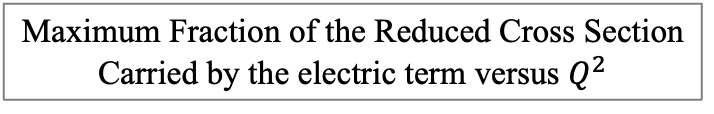 Maximum Fraction of the Reduced Cross Section
Carried by the electric term versus Q²